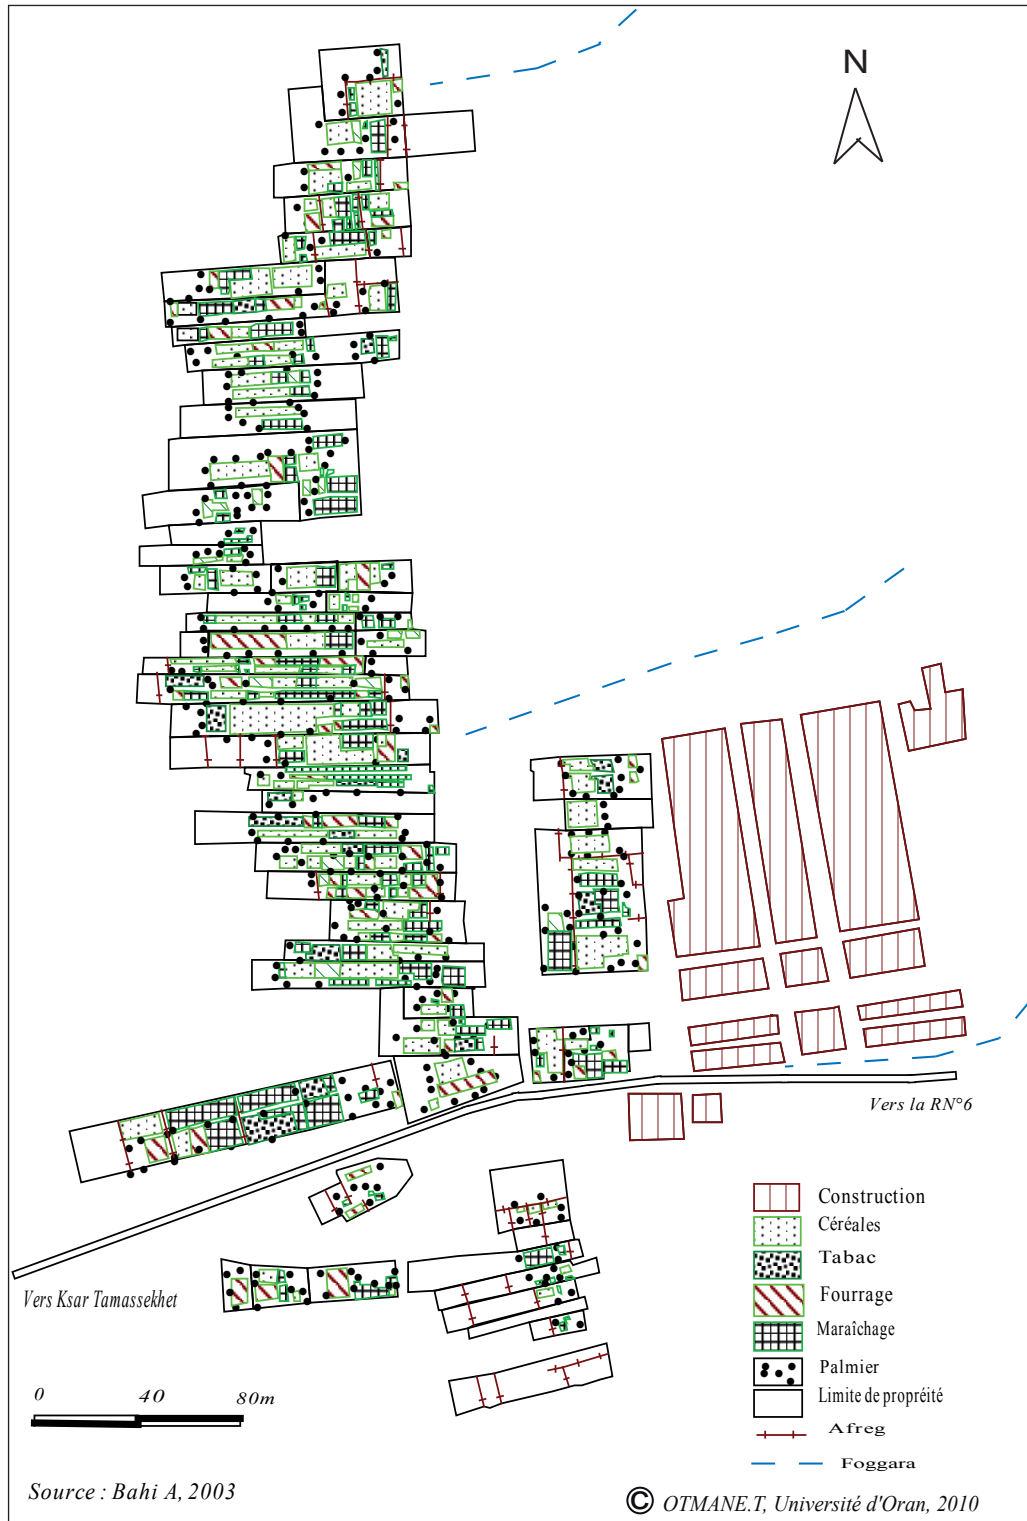 N
Vers la RN°6
Construction
Céréales
Tabac
Fourrage
Maraîchage
Palmier
Limite de propréité
Afreg
Foggara
Vers Ksar Tamassekhet
0 40 80m
Source : Bahi A, 2003
© OTMANE.T, Université d'Oran, 2010